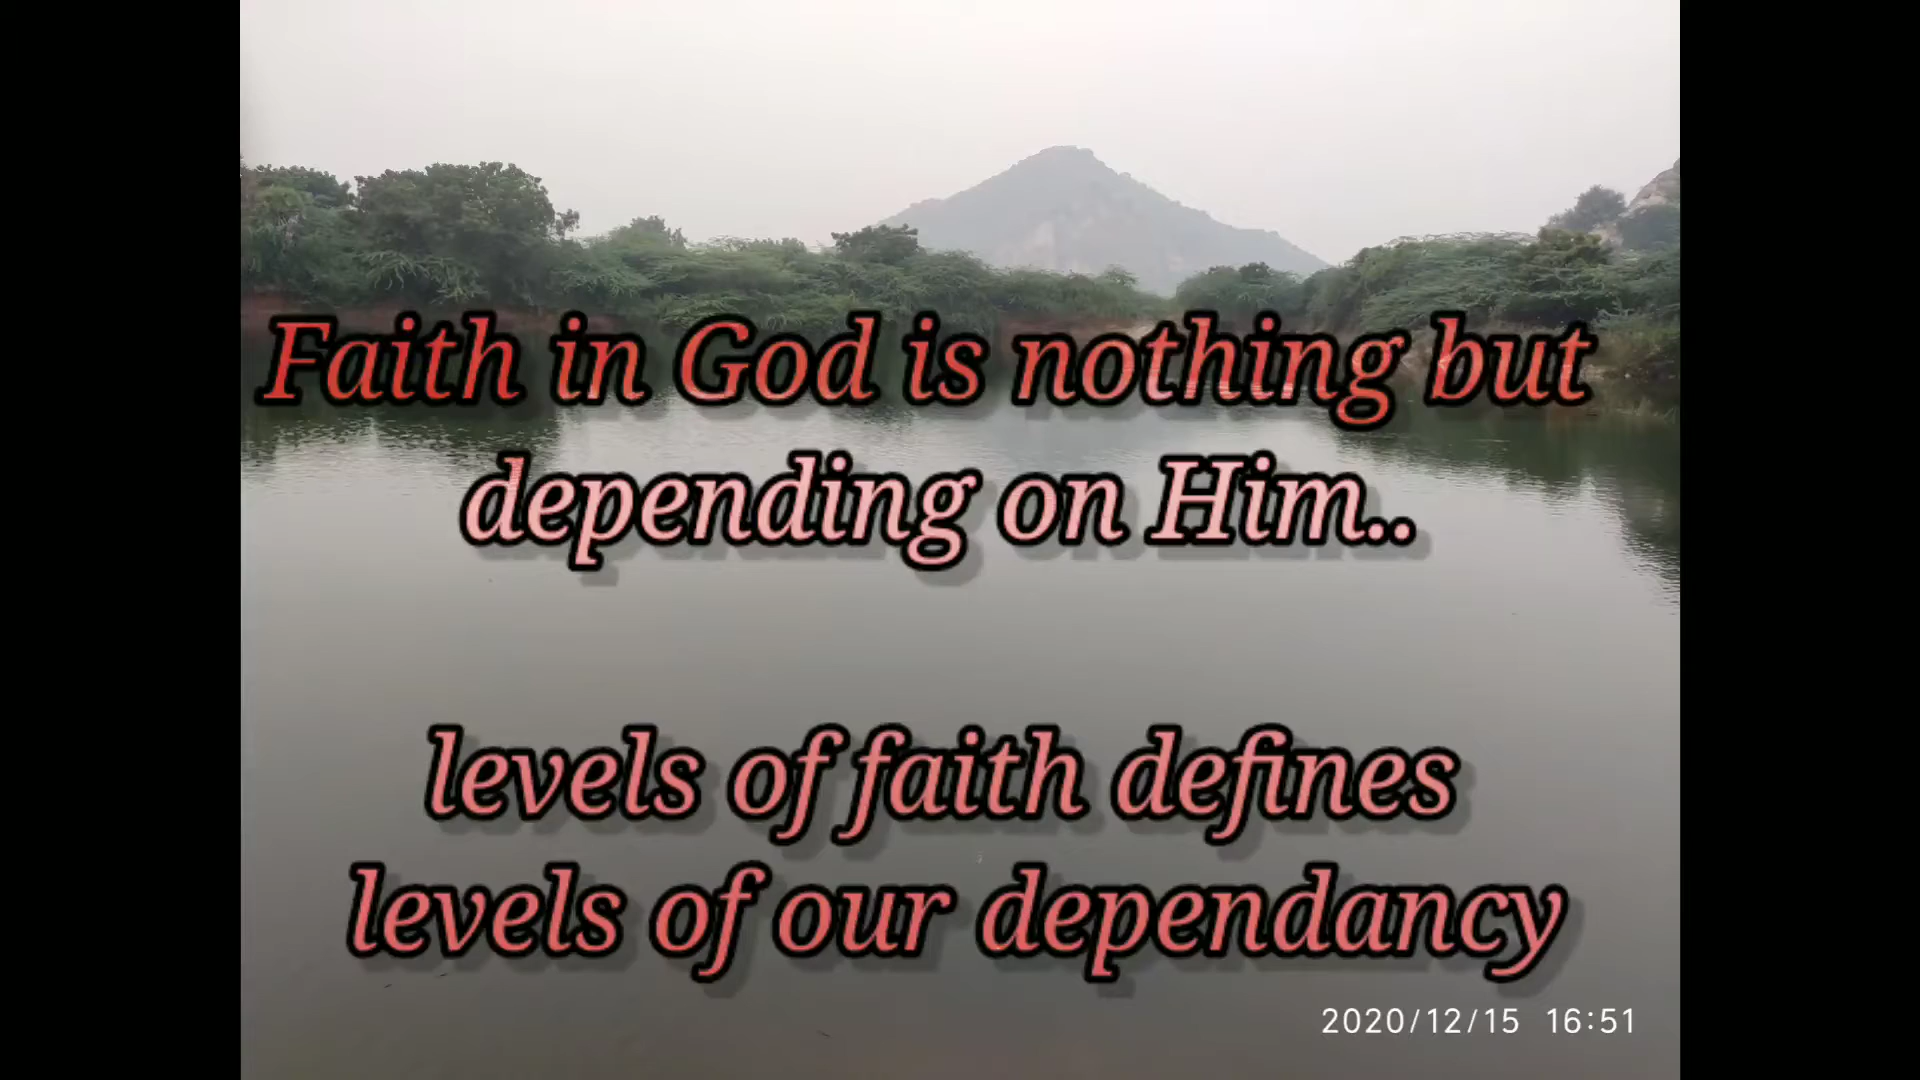 Faith in God is nothing but
depending on Him..
levels of faith defines
levels of our dependancy
2020/12/15 16:51